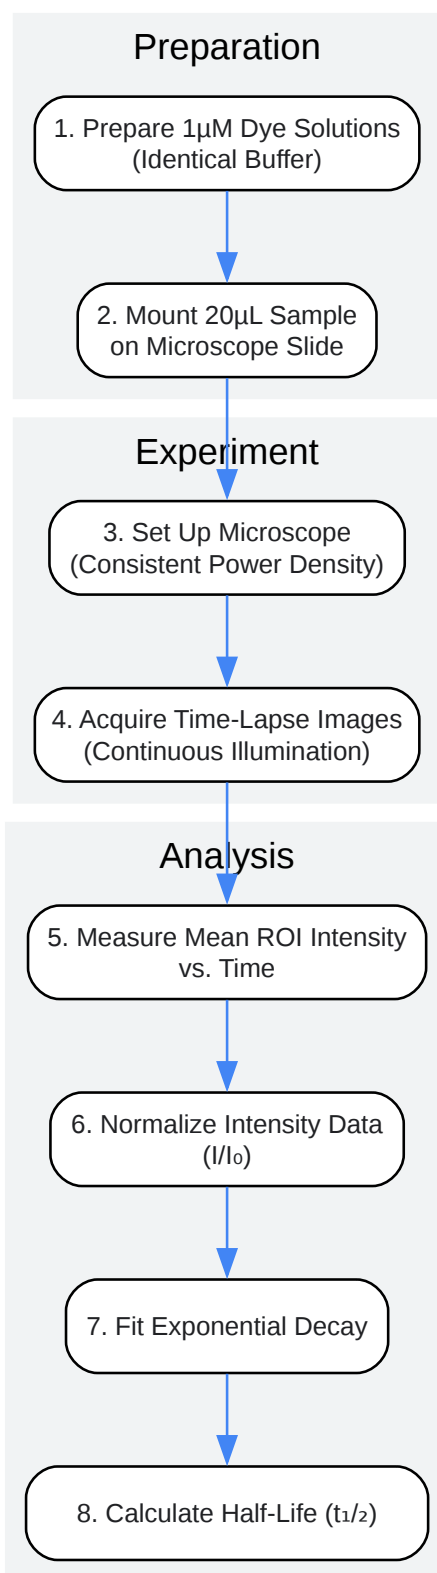 Preparation
1. Prepare 1µM Dye Solutions
(Identical Buffer)
2. Mount 20µL Sample
on Microscope Slide
Experiment
3. Set Up Microscope
(Consistent Power Density)
4. Acquire Time-Lapse Images
(Continuous Illumination)
Analysis
5. Measure Mean ROI Intensity
vs. Time
6. Normalize Intensity Data
(I/I₀)
7. Fit Exponential Decay
8. Calculate Half-Life (t₁/₂)